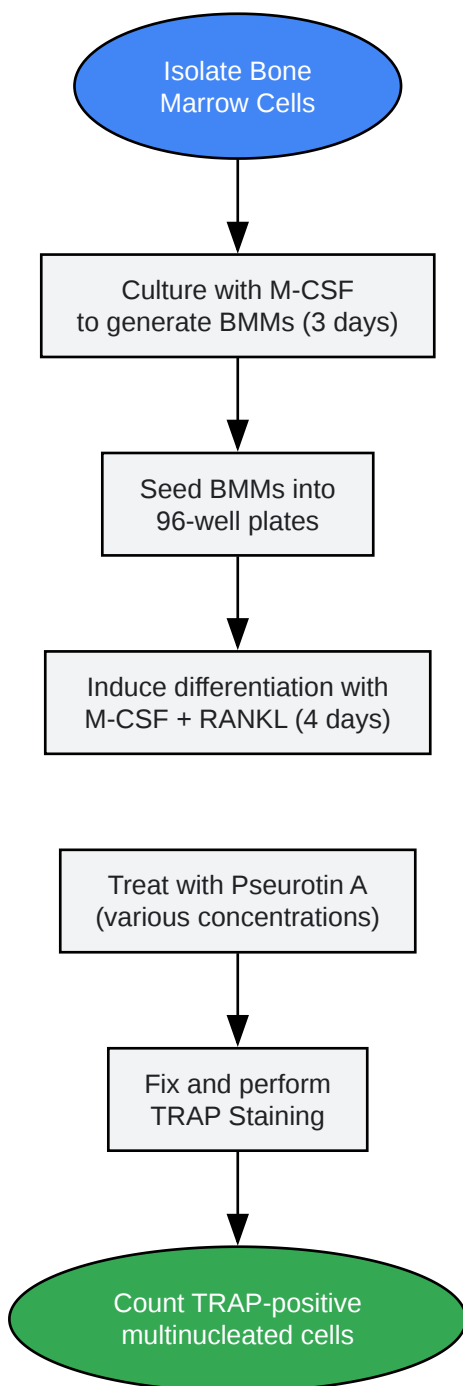 Isolate Bone
Marrow Cells
Culture with M-CSF
to generate BMMs (3 days)
Seed BMMs into
96-well plates
Induce differentiation with
M-CSF + RANKL (4 days)
Treat with Pseurotin A
(various concentrations)
Fix and perform
TRAP Staining
Count TRAP-positive
multinucleated cells